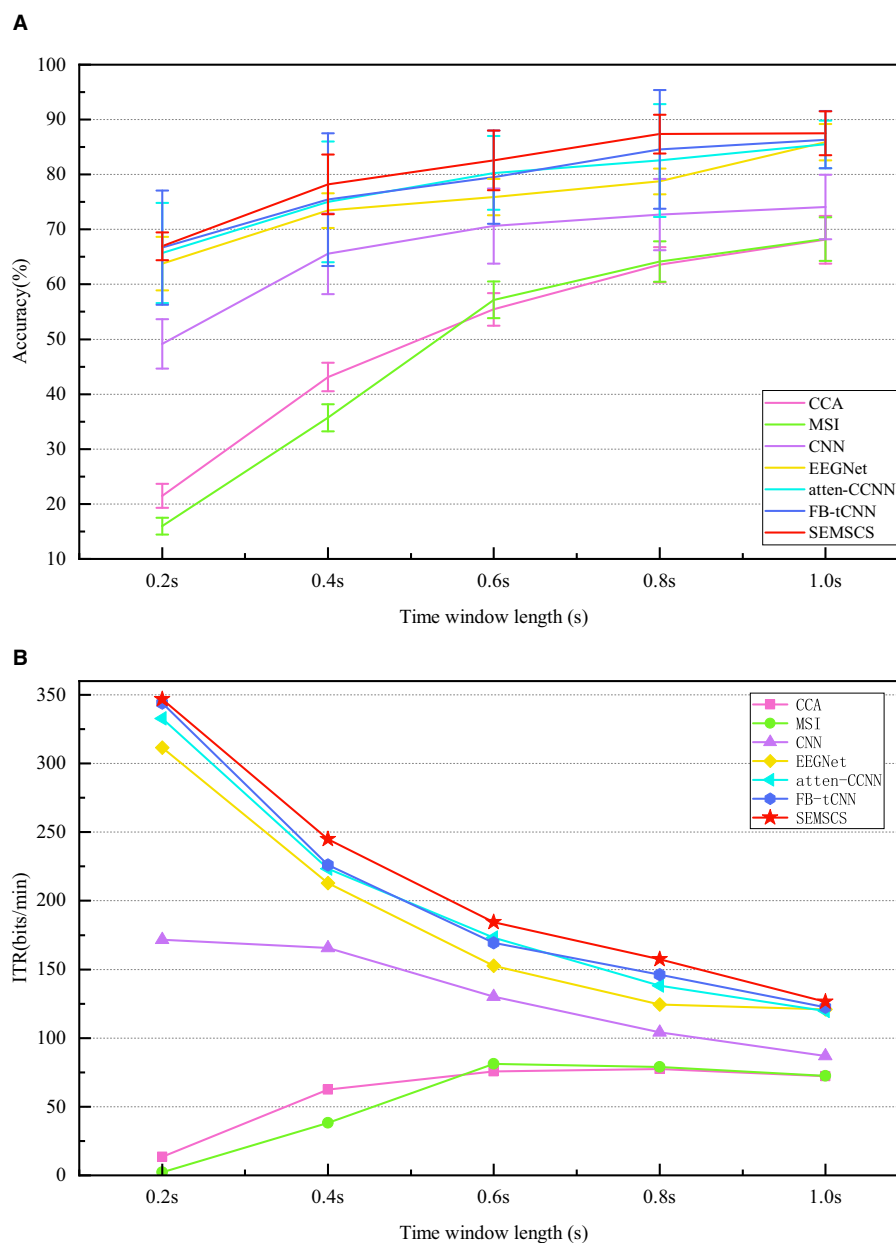 A
100
90
80
70
60
50
40
30
20
10
Accuracy(%)
CCA
MSI
CNN
EEGNet
atten-CCNN
FB-tCNN
SEMSCS
0.2s 0.4s 0.6s 0.8s 1.0s
Time window length (s)
B
350
300
250
200
150
100
50
0
ITR(bits/min)
CCA
MSI
CNN
EEGNet
atten-CCNN
FB-tCNN
SEMSCS
0.2s 0.4s 0.6s 0.8s 1.0s
Time window length (s)